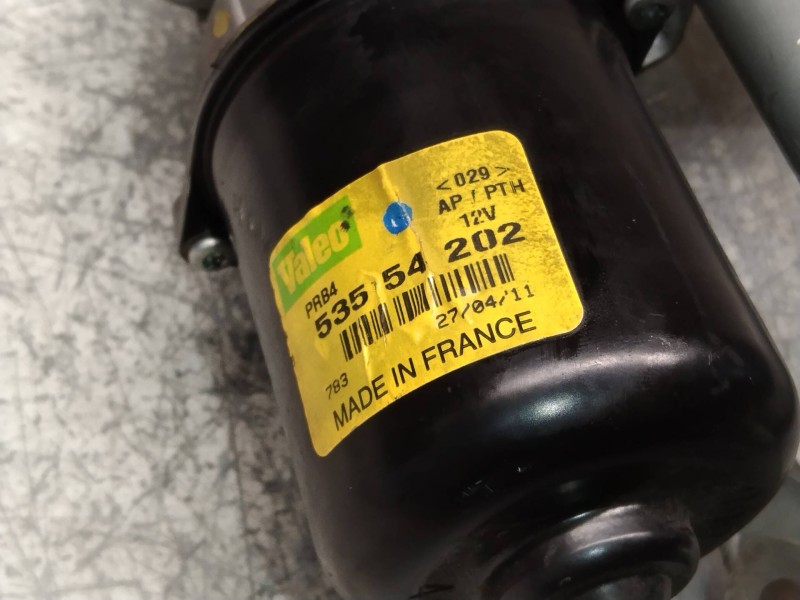 Valeo
<029>
AP / PTH
12V
PRB4
535 54 202
27/04/11
783
MADE IN FRANCE